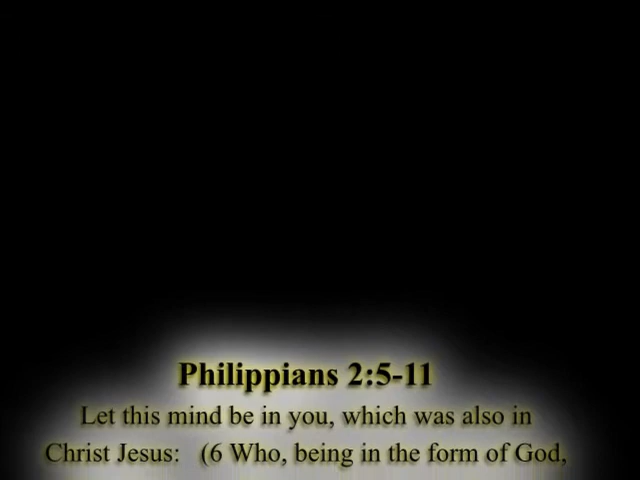 Philippians 2:5-11
Let this mind be in you, which was also in
Christ Jesus:   (6 Who, being in the form of God,